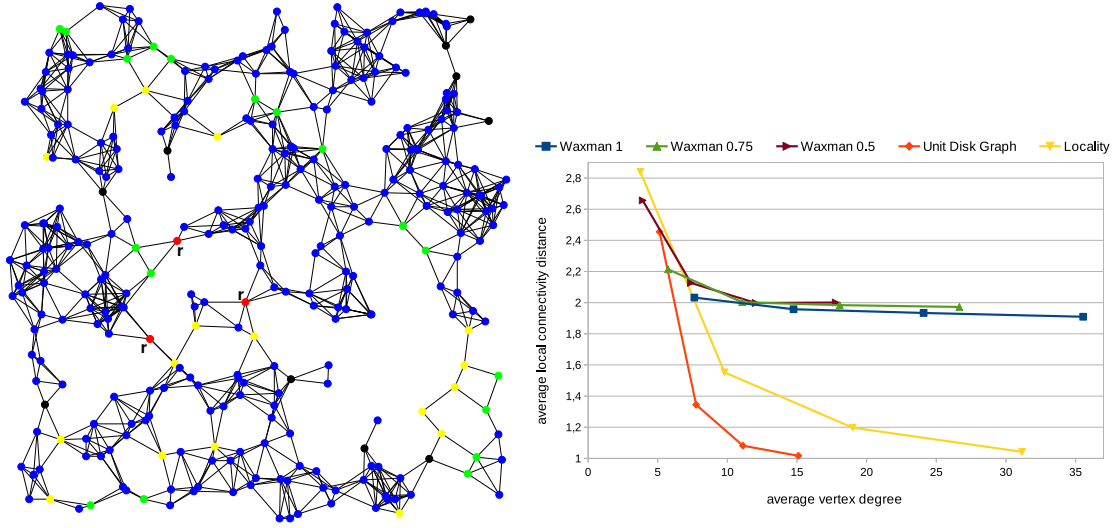 r
r
r
Waxman 1 Waxman 0.75 Waxman 0.5 Unit Disk Graph Locality
2,8
2,6
2,4
2,2
2
1,8
1,6
1,4
1,2
1
0 5 10 15 20 25 30 35
average local connectivity distance
average vertex degree